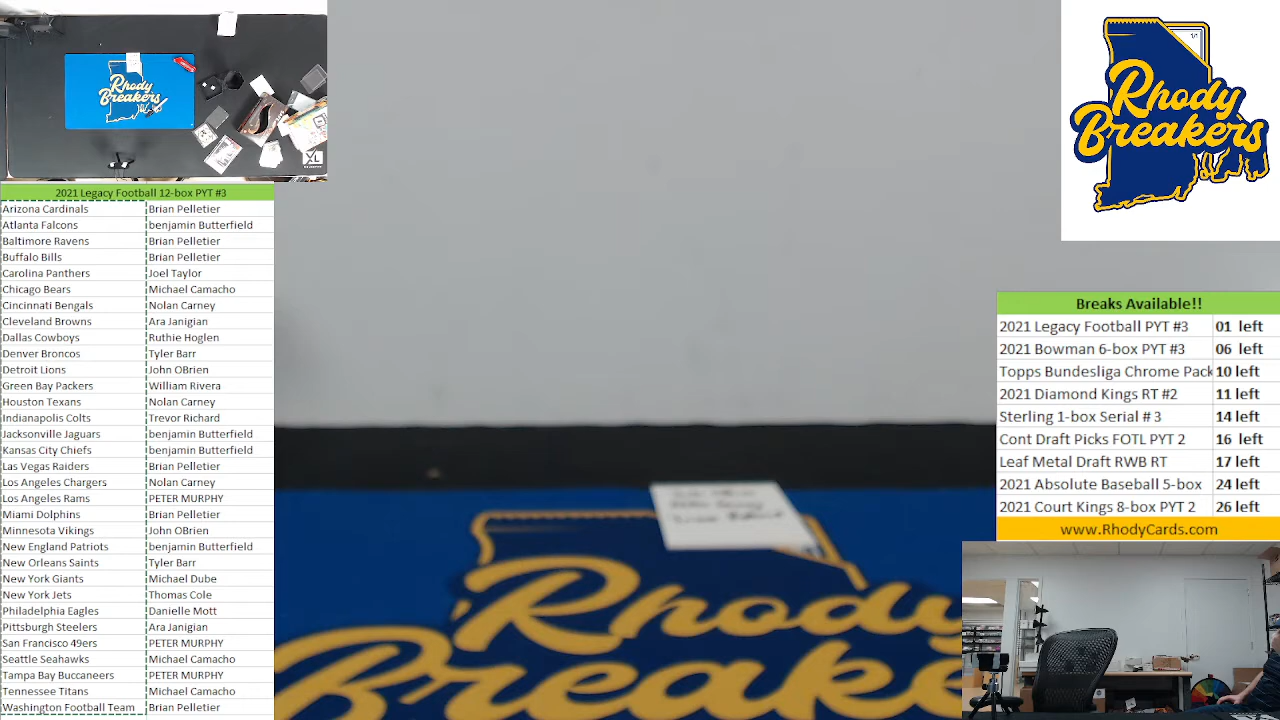 Rhody
Breakers
XL
2021 Legacy Football 12-box PYT #3
Arizona Cardinals Brian Pelletier
Atlanta Falcons benjamin Butterfield
Baltimore Ravens Brian Pelletier
Buffalo Bills Brian Pelletier
Carolina Panthers Joel Taylor
Chicago Bears Michael Camacho
Cincinnati Bengals Nolan Carney
Cleveland Browns Ara Janigian
Dallas Cowboys Ruthie Hoglen
Denver Broncos Tyler Barr
Detroit Lions John OBrien
Green Bay Packers William Rivera
Houston Texans Nolan Carney
Indianapolis Colts Trevor Richard
Jacksonville Jaguars benjamin Butterfield
Kansas City Chiefs benjamin Butterfield
Las Vegas Raiders Brian Pelletier
Los Angeles Chargers Nolan Carney
Los Angeles Rams PETER MURPHY
Miami Dolphins Brian Pelletier
Minnesota Vikings John OBrien
New England Patriots benjamin Butterfield
New Orleans Saints Tyler Barr
New York Giants Michael Dube
New York Jets Thomas Cole
Philadelphia Eagles Danielle Mott
Pittsburgh Steelers Ara Janigian
San Francisco 49ers PETER MURPHY
Seattle Seahawks Michael Camacho
Tampa Bay Buccaneers PETER MURPHY
Tennessee Titans Michael Camacho
Washington Football Team Brian Pelletier
Rhody
Breake
Rhody
Breakers
Breaks Available!!
2021 Legacy Football PYT #3 01 left
2021 Bowman 6-box PYT #3 06 left
Topps Bundesliga Chrome Pack 10 left
2021 Diamond Kings RT #2 11 left
Sterling 1-box Serial # 3 14 left
Cont Draft Picks FOTL PYT 2 16 left
Leaf Metal Draft RWB RT 17 left
2021 Absolute Baseball 5-box 24 left
2021 Court Kings 8-box PYT 2 26 left
www.RhodyCards.com